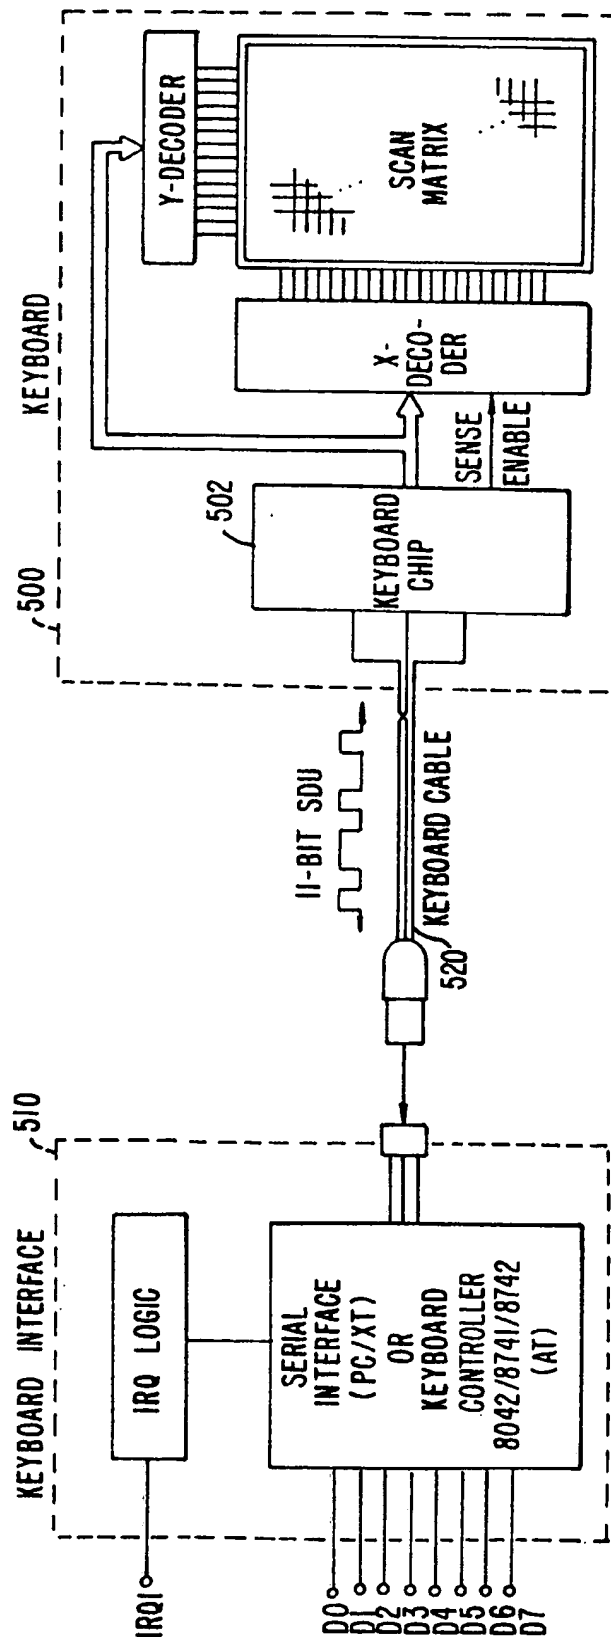 KEYBOARD INTERFACE
510
IRQ LOGIC
IRQ1
SERIAL
INTERFACE
(PC/XT)
OR
KEYBOARD
CONTROLLER
8042/8741/8742
(AT)
D0
D1
D2
D3
D4
D5
D6
D7
11-BIT SDU
KEYBOARD CABLE
520
500
KEYBOARD
502
KEYBOARD
CHIP
SENSE
ENABLE
X-
DECO-
DER
Y-DECODER
SCAN
MATRIX